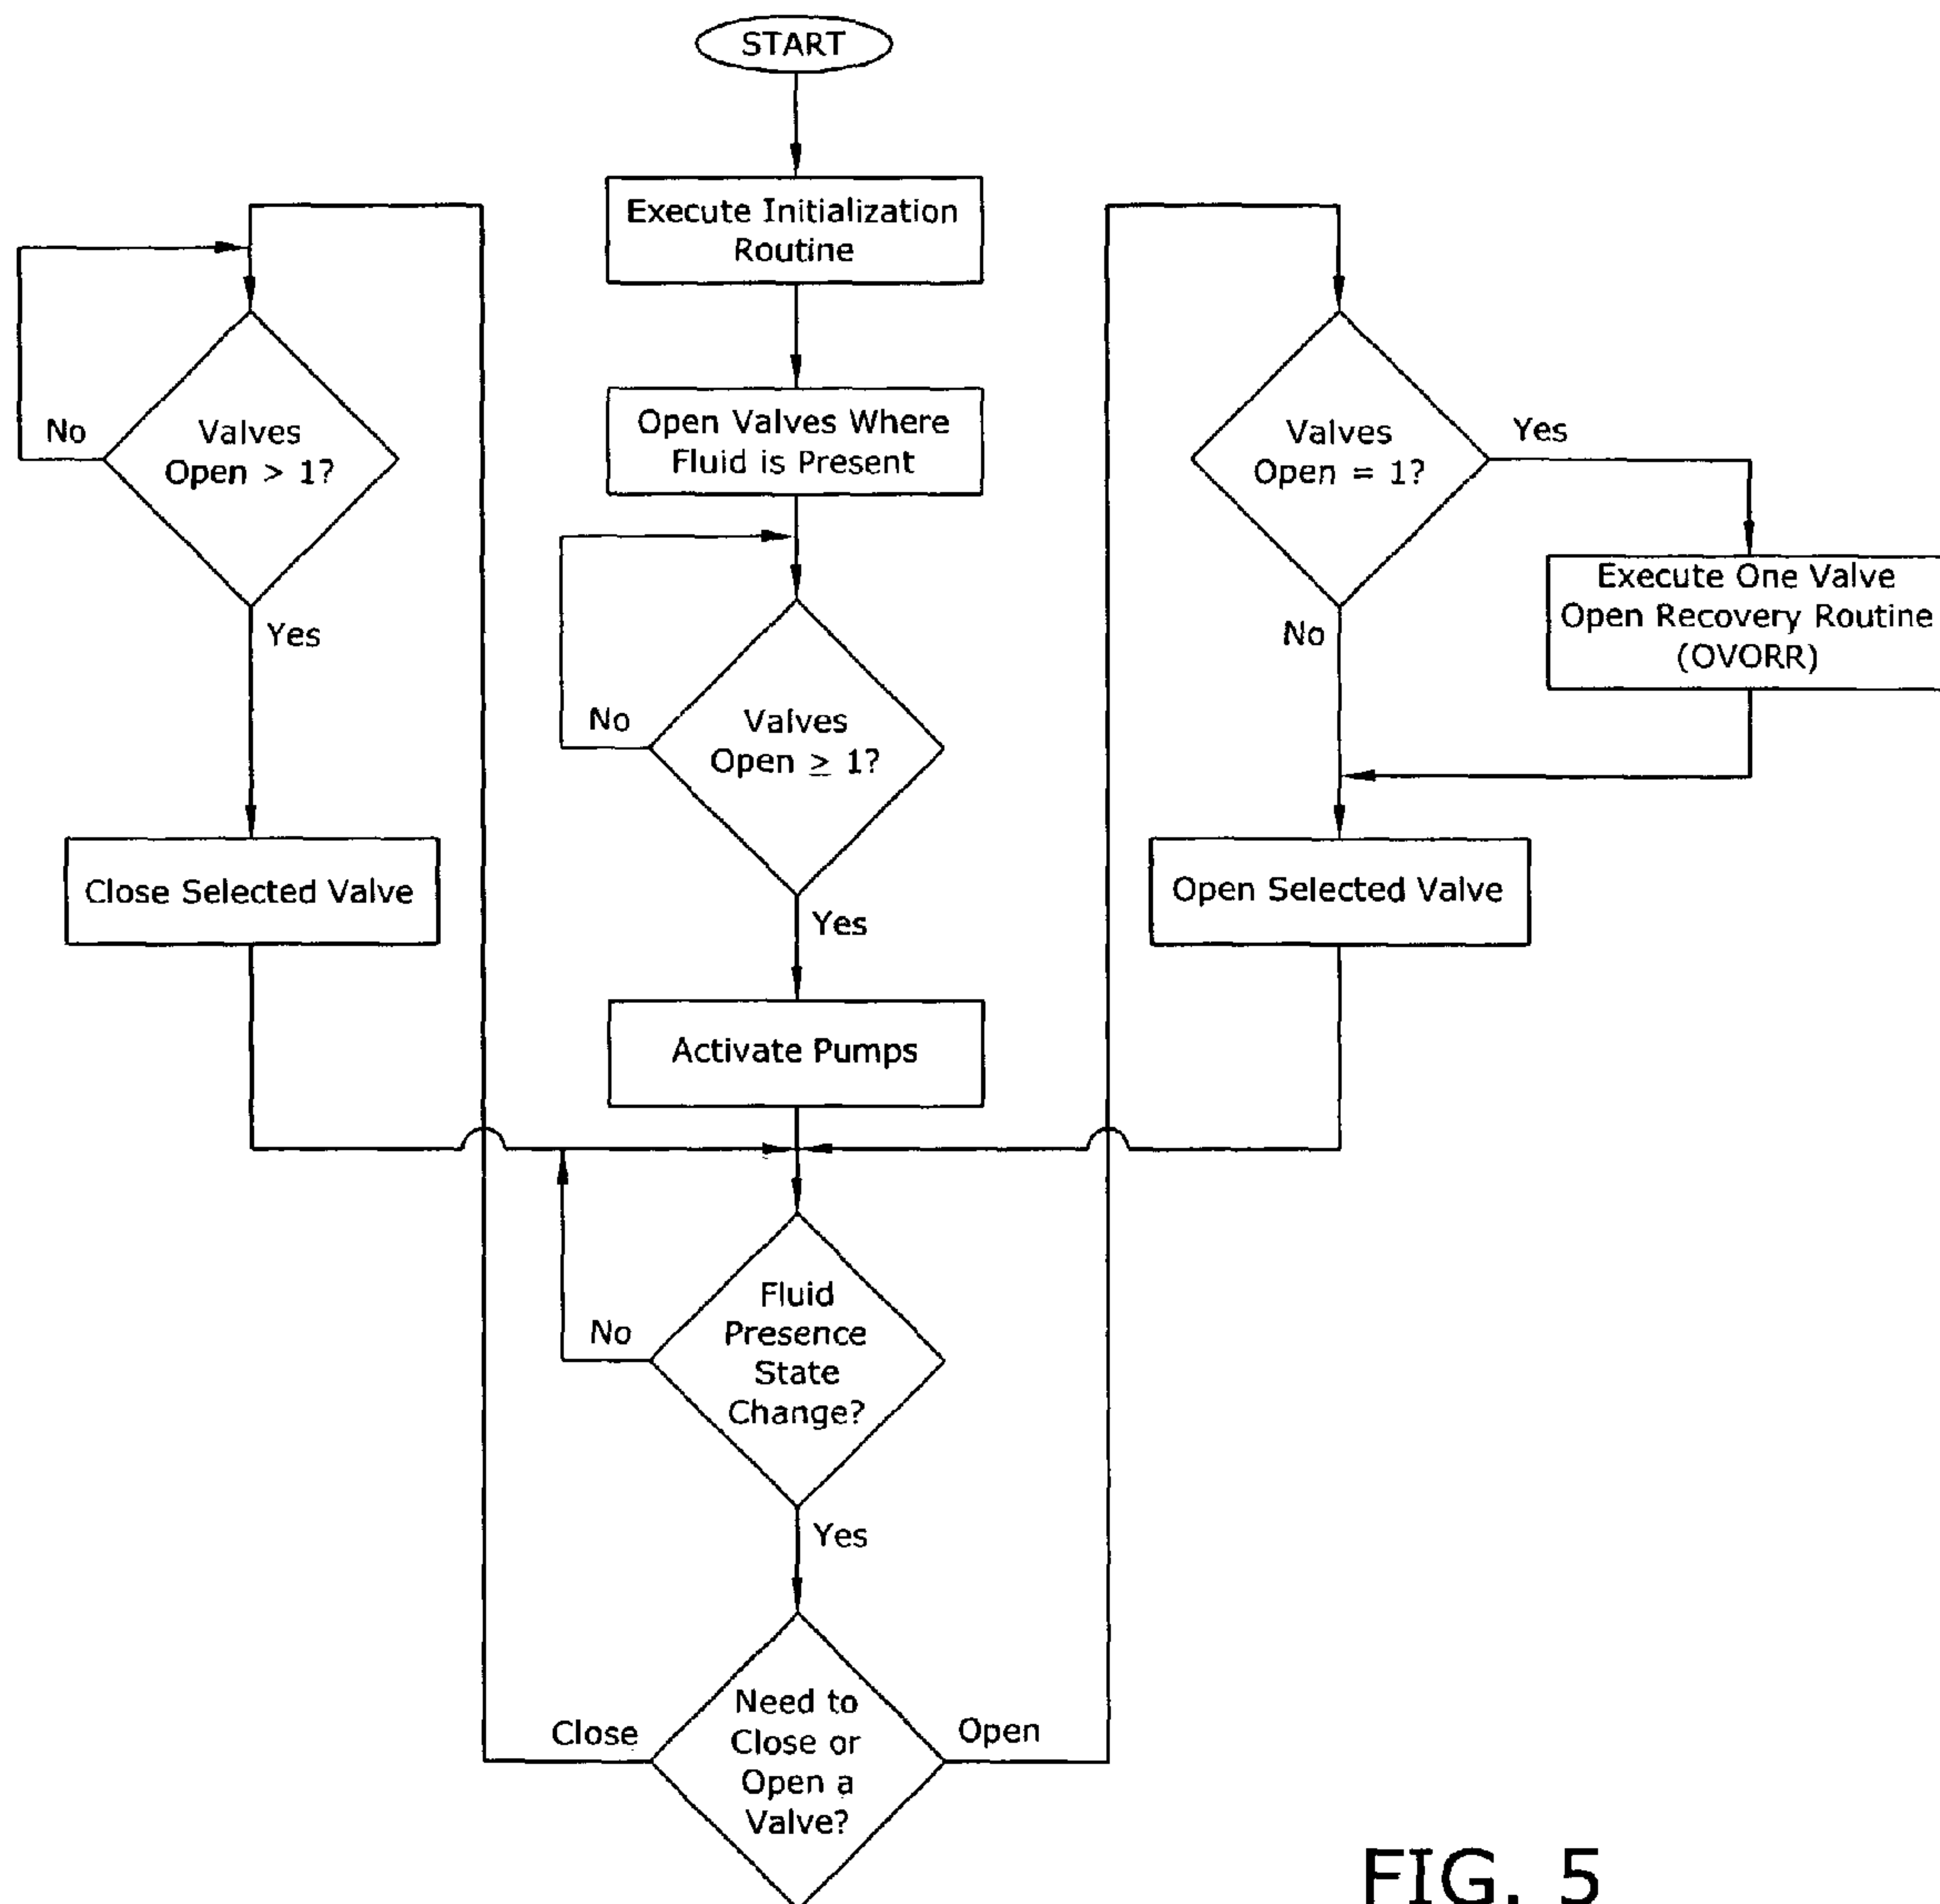 START
Execute Initialization
Routine
Open Valves Where
Fluid is Present
Valves
Open > 1?
No
Yes
Close Selected Valve
Valves
Open ≥ 1?
No
Yes
Activate Pumps
Valves
Open = 1?
Yes
No
Execute One Valve
Open Recovery Routine
(OVORR)
Open Selected Valve
Fluid
Presence
State
Change?
No
Yes
Need to
Close or
Open a
Valve?
Close
Open
FIG. 5